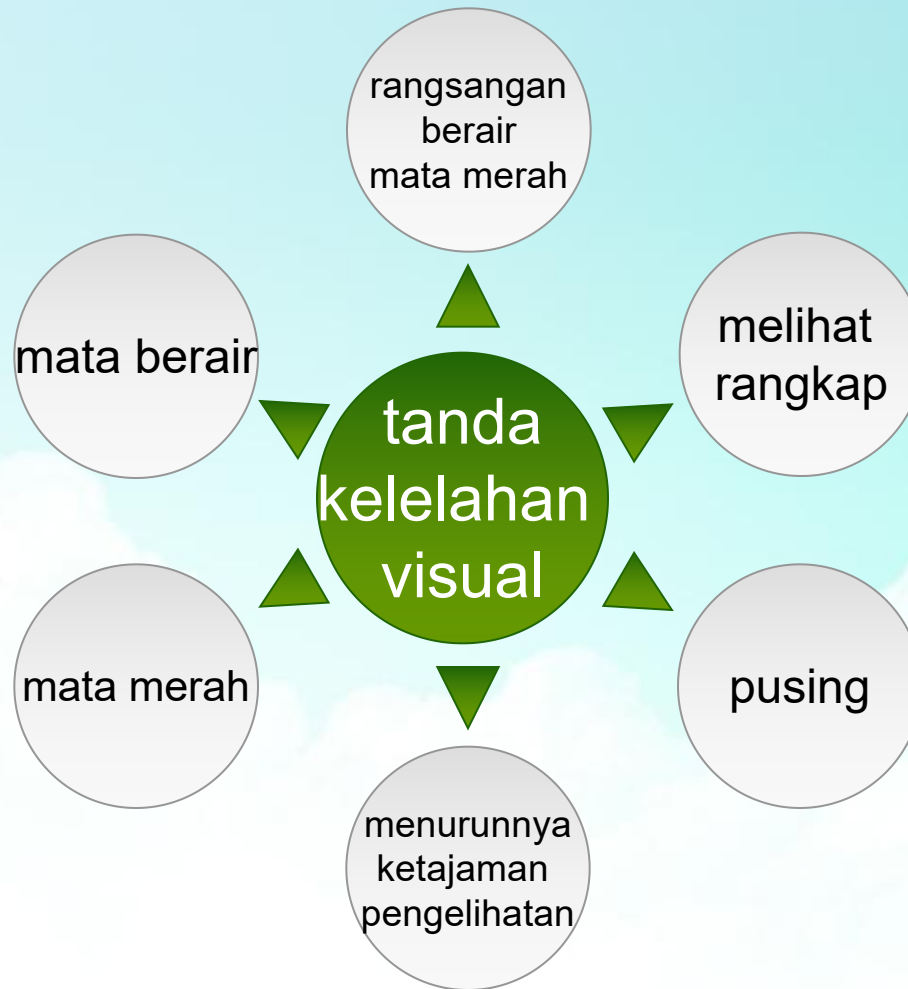 rangsangan
berair
mata merah
mata berair
melihat
rangkap
tanda
kelelahan
visual
mata merah
pusing
menurunnya
ketajaman
pengelihatan